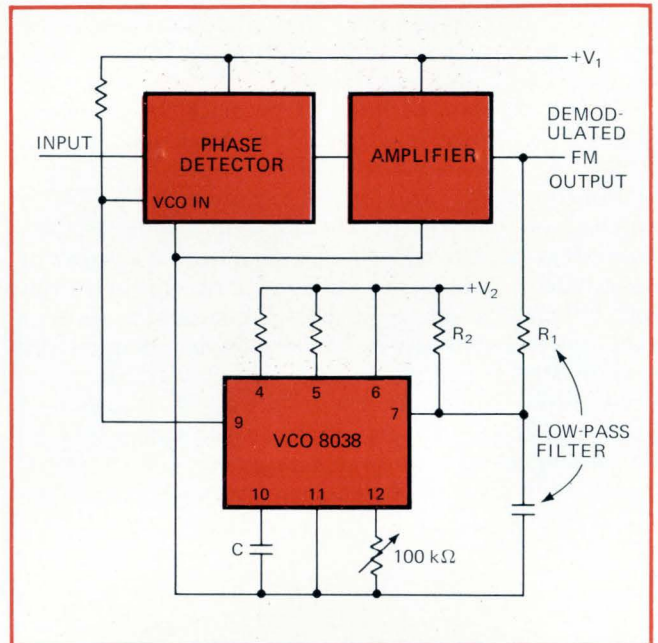 +V₁
DEMOD-
ULATED
FM
OUTPUT
INPUT
PHASE
DETECTOR
AMPLIFIER
VCO IN
+V₂
R₂
R₁
4
5
6
9
7
VCO 8038
LOW-PASS
FILTER
10
11
12
C
100 kΩ